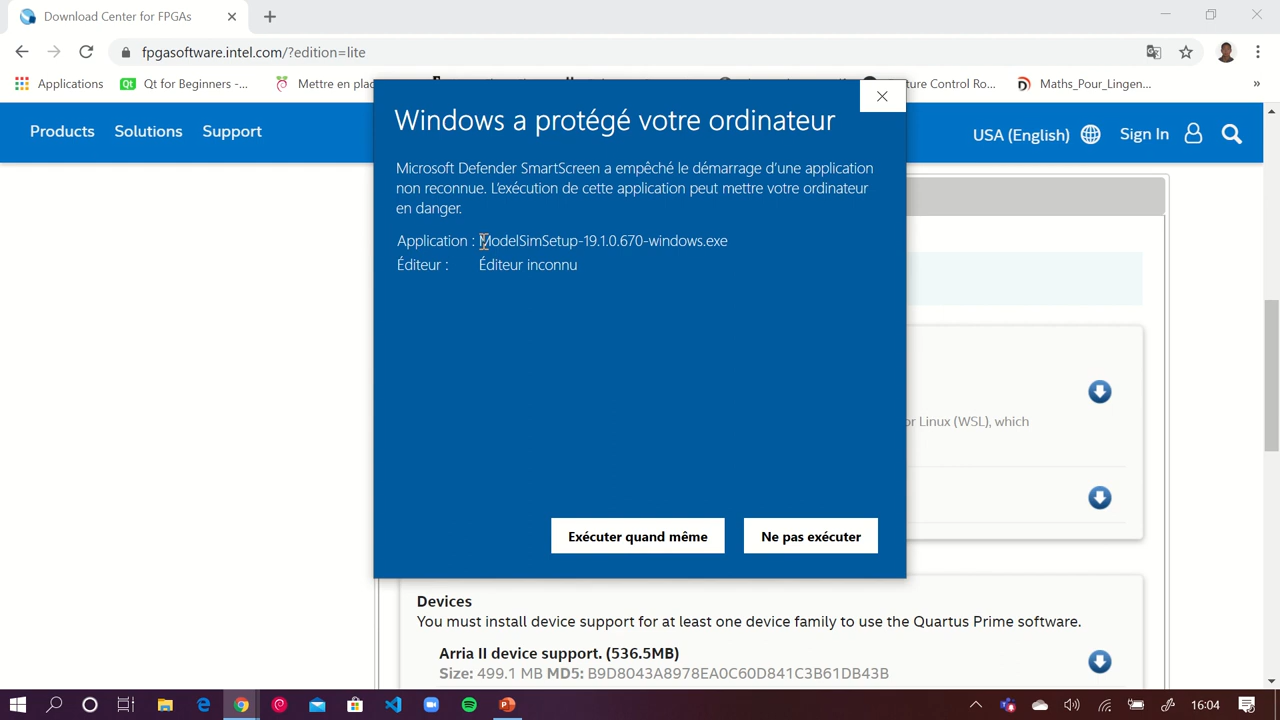 Download Center for FPGAs
fpgasoftware.intel.com/?edition=lite
Applications
Qt for Beginners -...
Mettre en plac
ture Control Ro...
Maths_Pour_Lingen...
»
Products
Solutions
Support
USA (English)
Sign In
Windows a protégé votre ordinateur
Microsoft Defender SmartScreen a empêché le démarrage d'une application
non reconnue. L'exécution de cette application peut mettre votre ordinateur
en danger.
Application : ModelSimSetup-19.1.0.670-windows.exe
Éditeur : Éditeur inconnu
or Linux (WSL), which
Exécuter quand même
Ne pas exécuter
Devices
You must install device support for at least one device family to use the Quartus Prime software.
Arria II device support. (536.5MB)
Size: 499.1 MB MD5: B9D8043A8978EA0C60D841C3B61DB43B
16:04